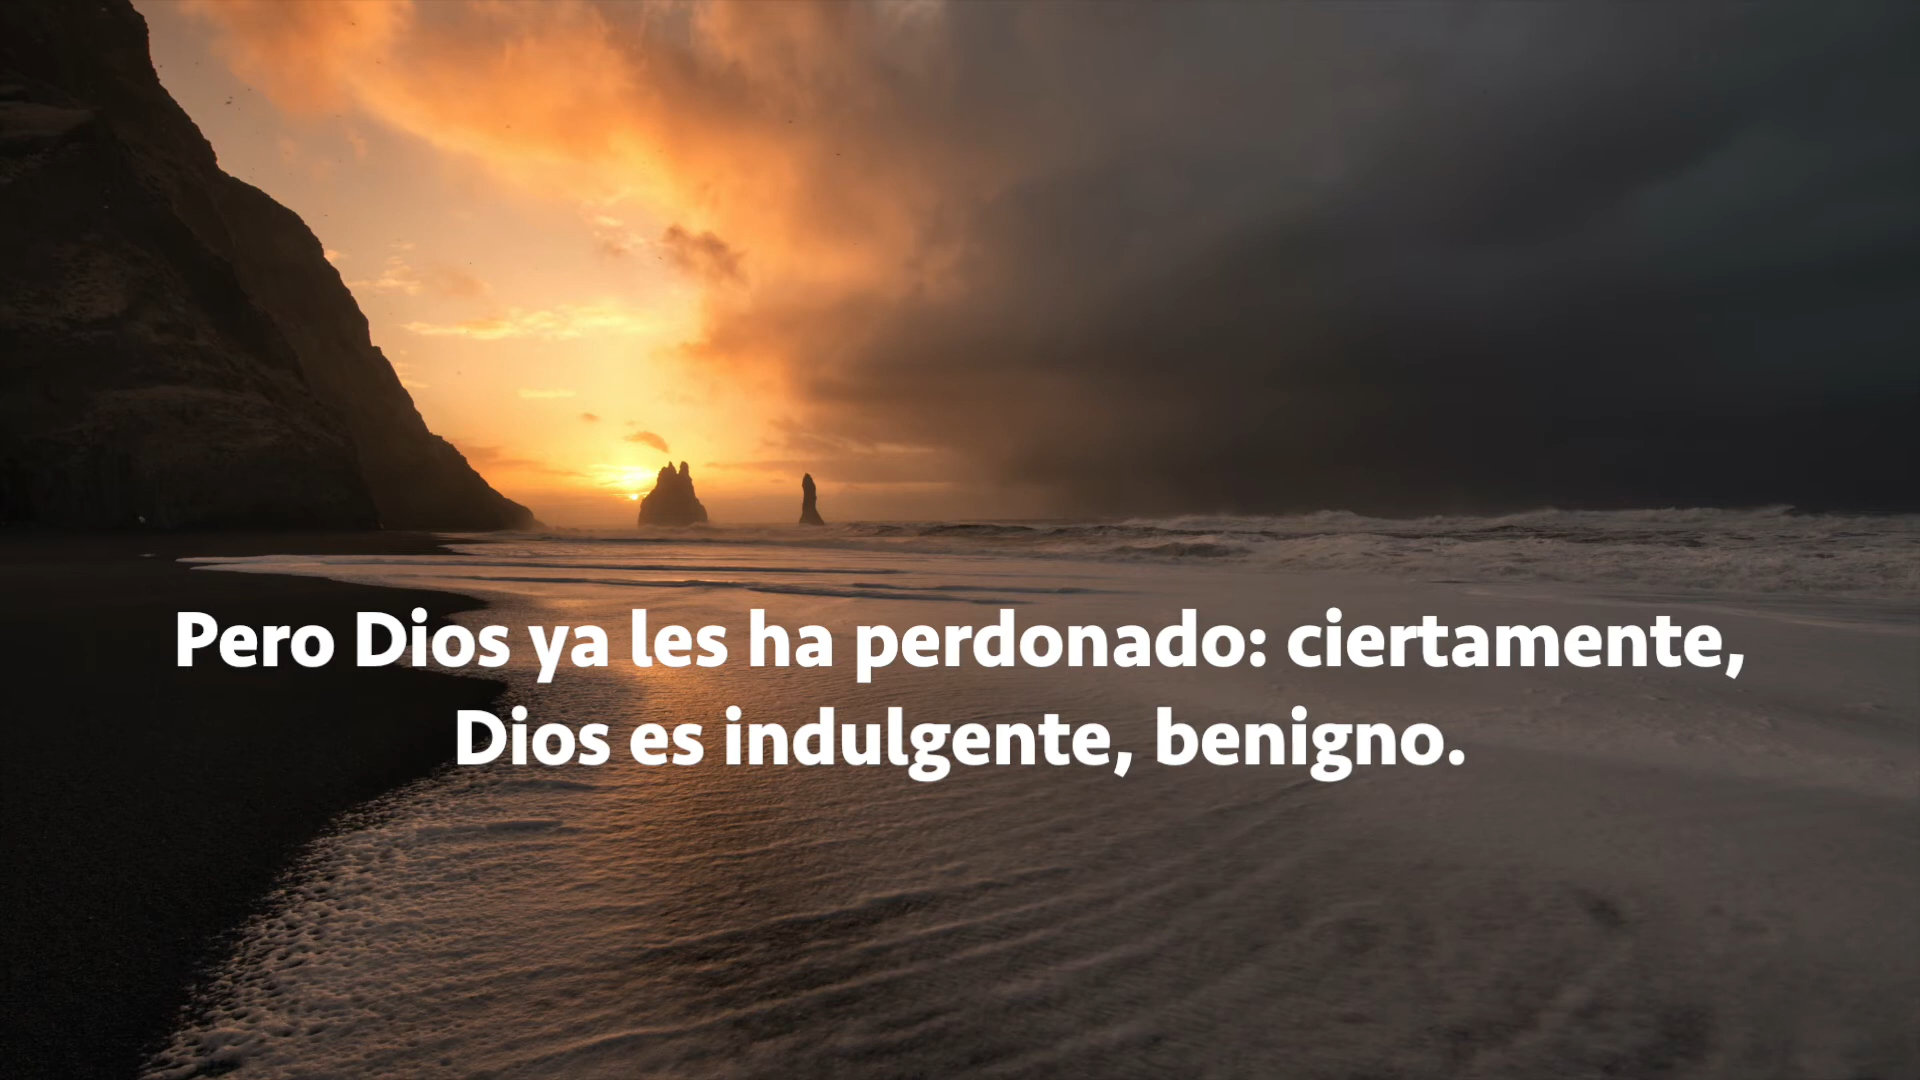 Pero Dios ya les ha perdonado: ciertamente,
Dios es indulgente, benigno.